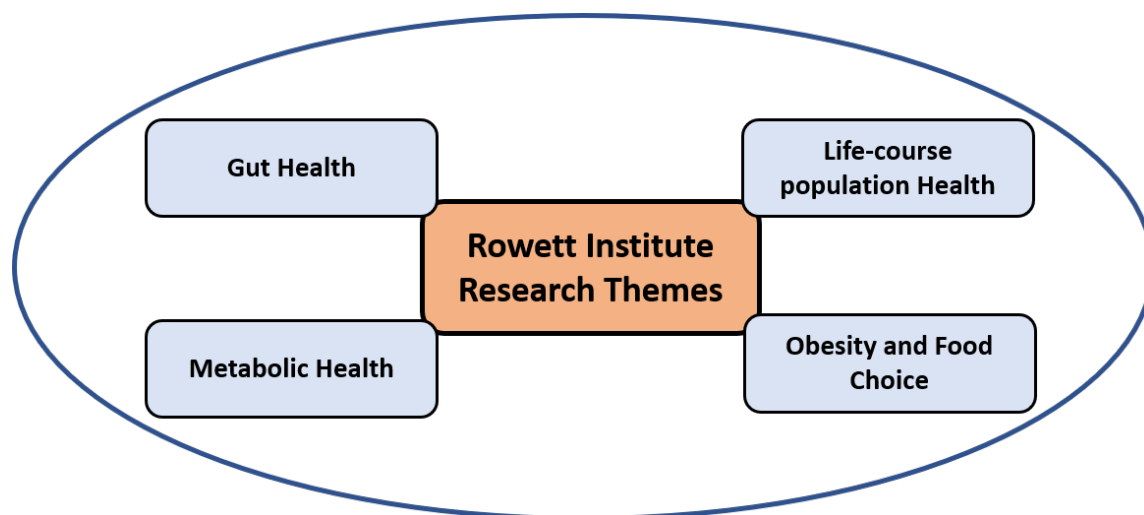 Gut Health
Life-course
population Health
Rowett Institute
Research Themes
Metabolic Health
Obesity and Food
Choice